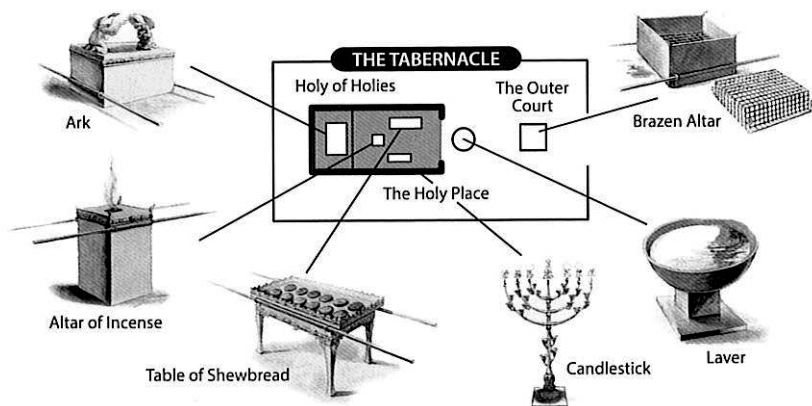 THE TABERNACLE
Holy of Holies
The Outer
Court
Ark
Brazen Altar
The Holy Place
Altar of Incense
Table of Shewbread
Candlestick
Laver